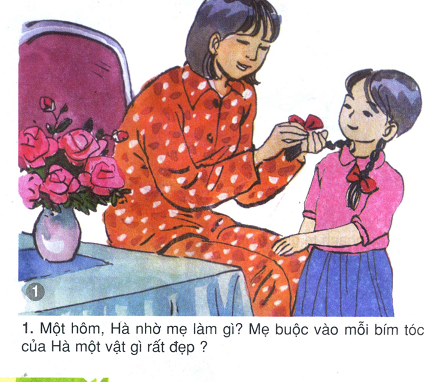 1
1. Một hôm, Hà nhờ mẹ làm gì? Mẹ buộc vào mỗi bím tóc
của Hà một vật gì rất đẹp ?